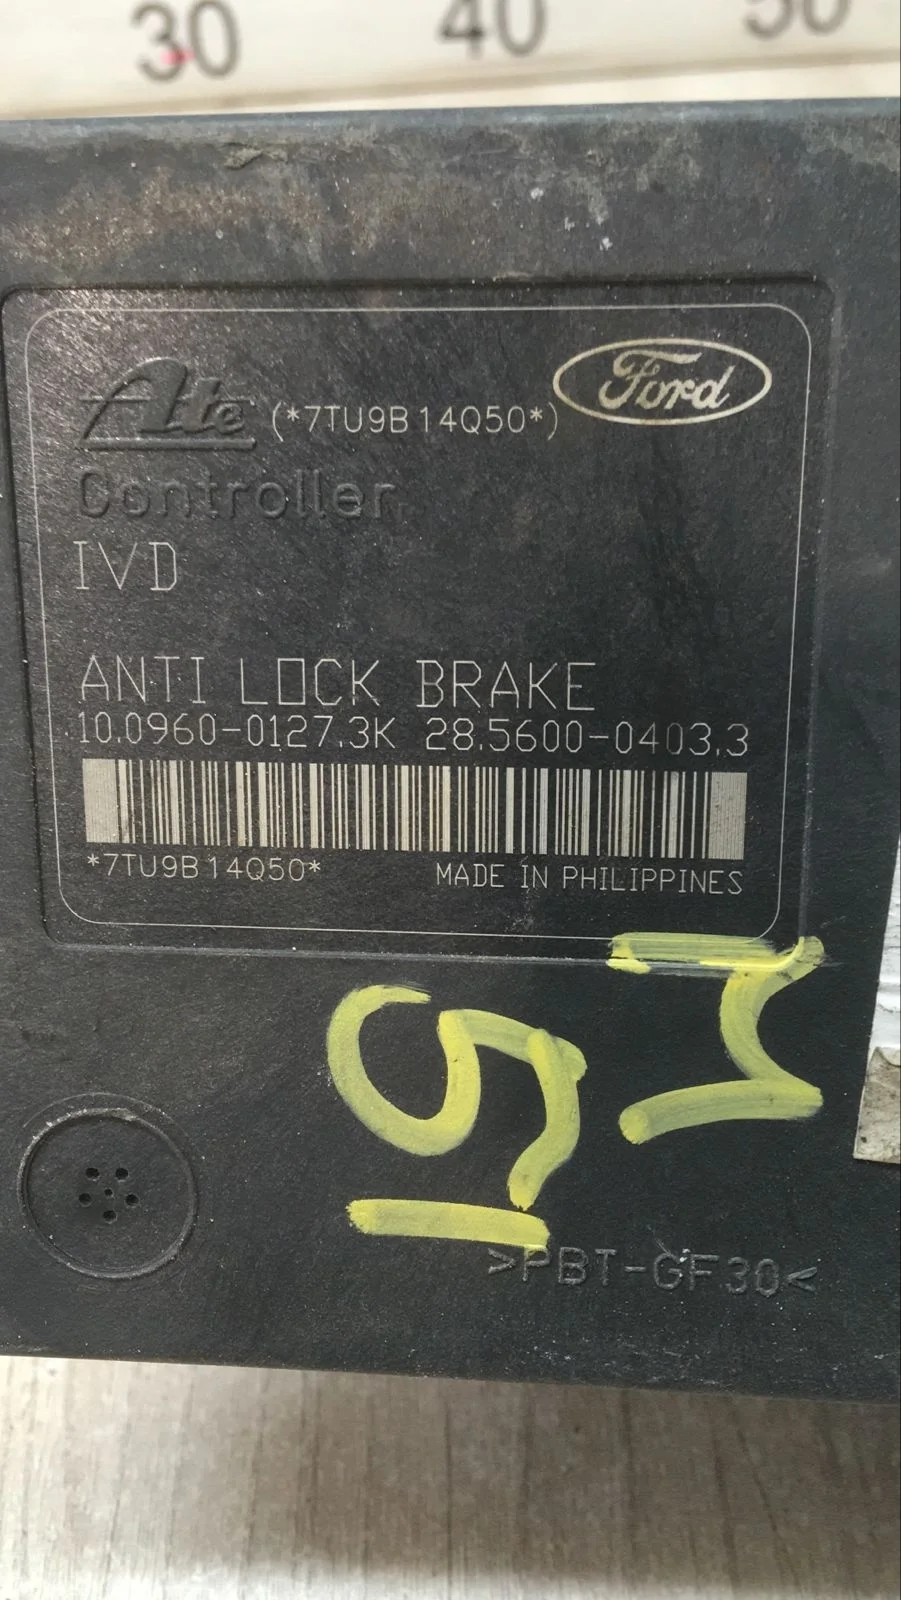 30 40 50
Ate (*7TU9B14Q50*) Ford
Controller
IVD
ANTI LOCK BRAKE
10.0960-0127.3K 28.5600-0403.3
*7TU9B14Q50* MADE IN PHILIPPINES
>PBT-GF30<